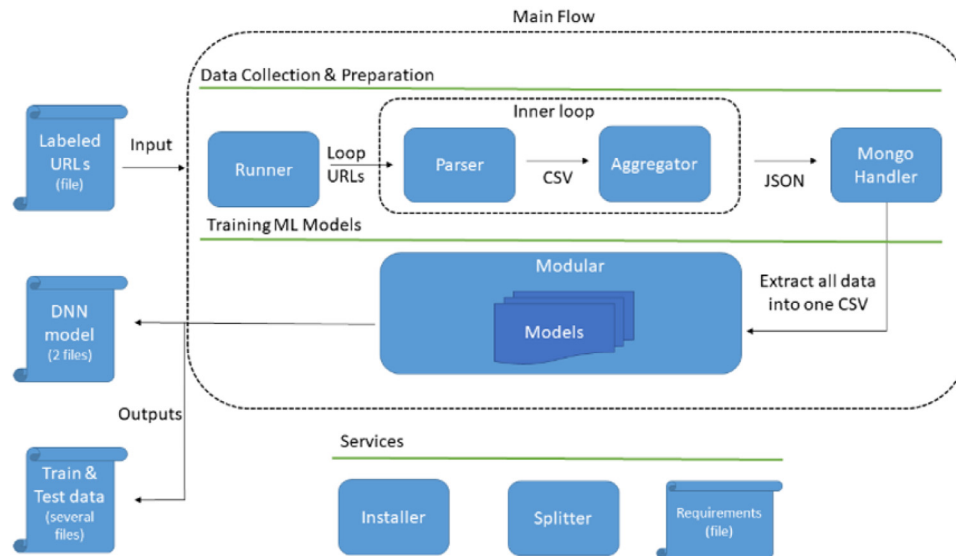 Main Flow
Data Collection & Preparation
Inner loop
Labeled
URLs
(file)
Input
Runner
Loop
URLs
Parser
CSV
Aggregator
JSON
Mongo
Handler
Training ML Models
Modular
Models
Extract all data
into one CSV
DNN
model
(2 files)
Outputs
Train &
Test data
(several
files)
Services
Installer
Splitter
Requirements
(file)